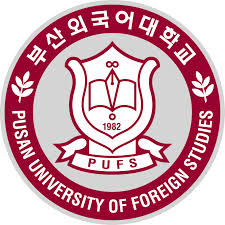 부산외국어대학교
1982
PUFS
PUSAN UNIVERSITY OF FOREIGN STUDIES